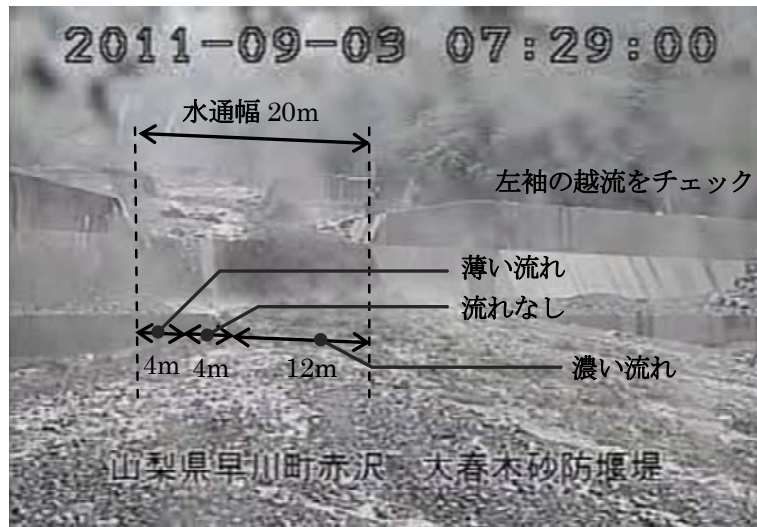 2011-09-03 07:29:00
水通幅 20m
左袖の越流をチェック
薄い流れ
流れなし
4m 4m 12m
濃い流れ
山梨県早川町赤沢 大春木砂防堰堤